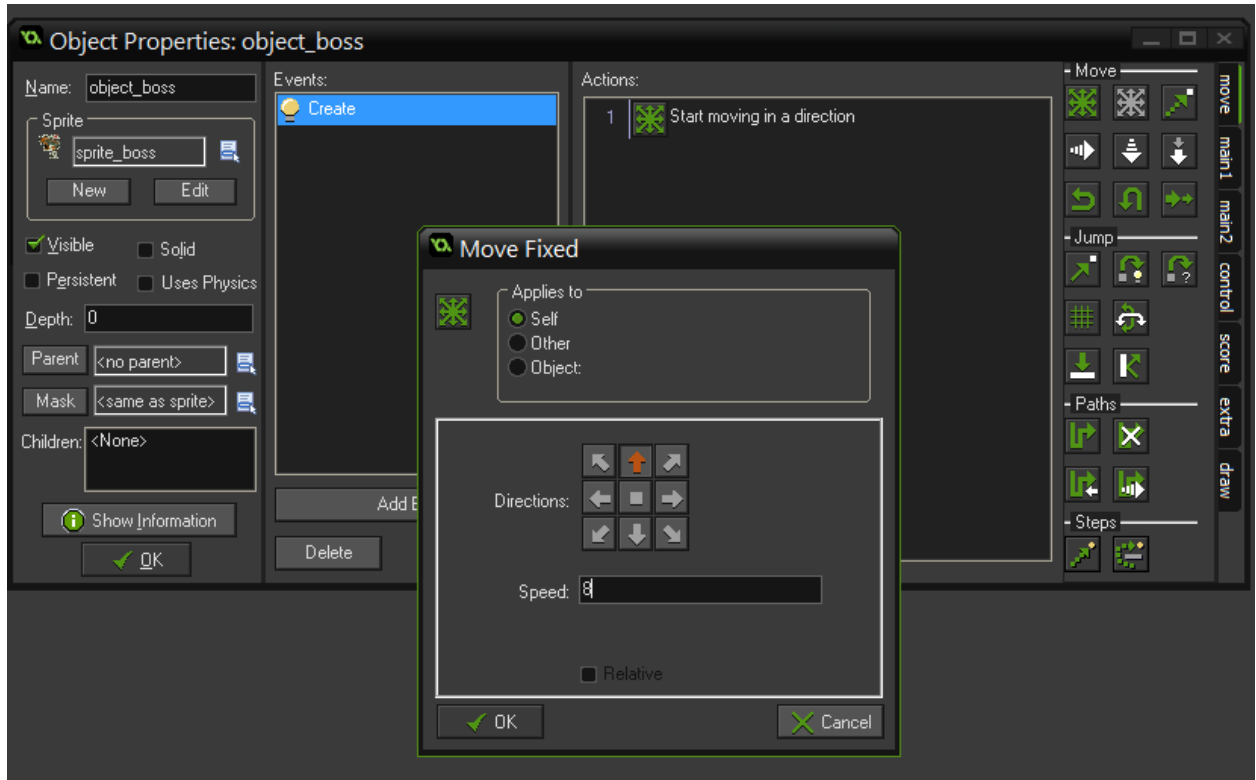 Object Properties: object_boss
Name: object_boss
Sprite
sprite_boss
New Edit
Visible Solid
Persistent Uses Physics
Depth: 0
Parent <no parent>
Mask <same as sprite>
Children: <None>
Show Information
OK
Events:
Create
Add E
Delete
Actions:
1 Start moving in a direction
Move Fixed
Applies to
Self
Other
Object:
Directions:
Speed: 8
Relative
OK Cancel
Move
Jump
Paths
Steps
move
main1
main2
control
score
extra
draw